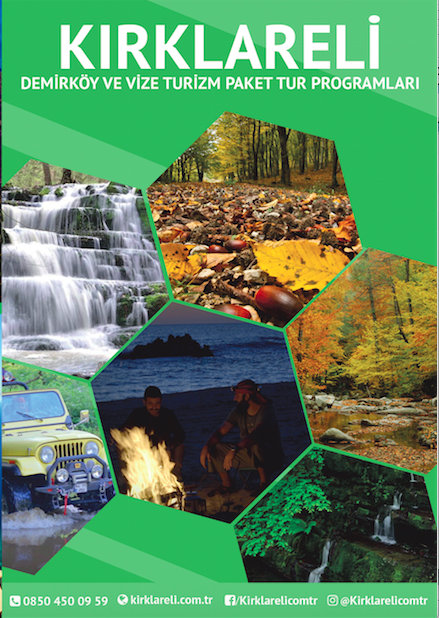 KIRKLARELİ
DEMİRKÖY VE VİZE TURİZM PAKET TUR PROGRAMLARI
0850 450 09 59 kirklareli.com.tr /Kirklarelicomtr @Kirklarelicomtr